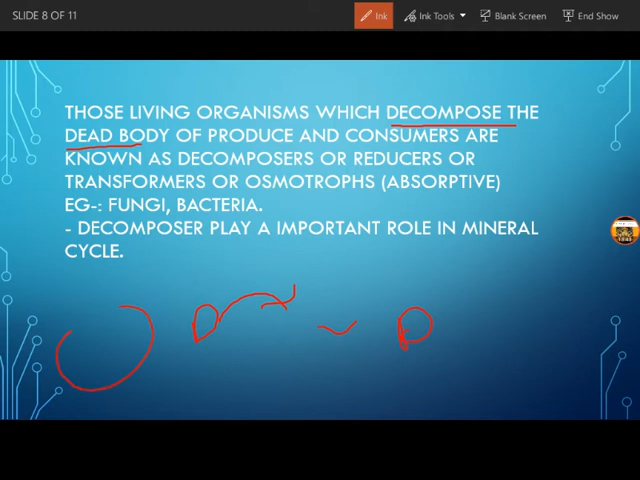 SLIDE 8 OF 11
Ink
Ink Tools
Blank Screen
End Show
THOSE LIVING ORGANISMS WHICH DECOMPOSE THE
DEAD BODY OF PRODUCE AND CONSUMERS ARE
KNOWN AS DECOMPOSERS OR REDUCERS OR
TRANSFORMERS OR OSMOTROPHS (ABSORPTIVE)
EG-: FUNGI, BACTERIA.
- DECOMPOSER PLAY A IMPORTANT ROLE IN MINERAL
CYCLE.